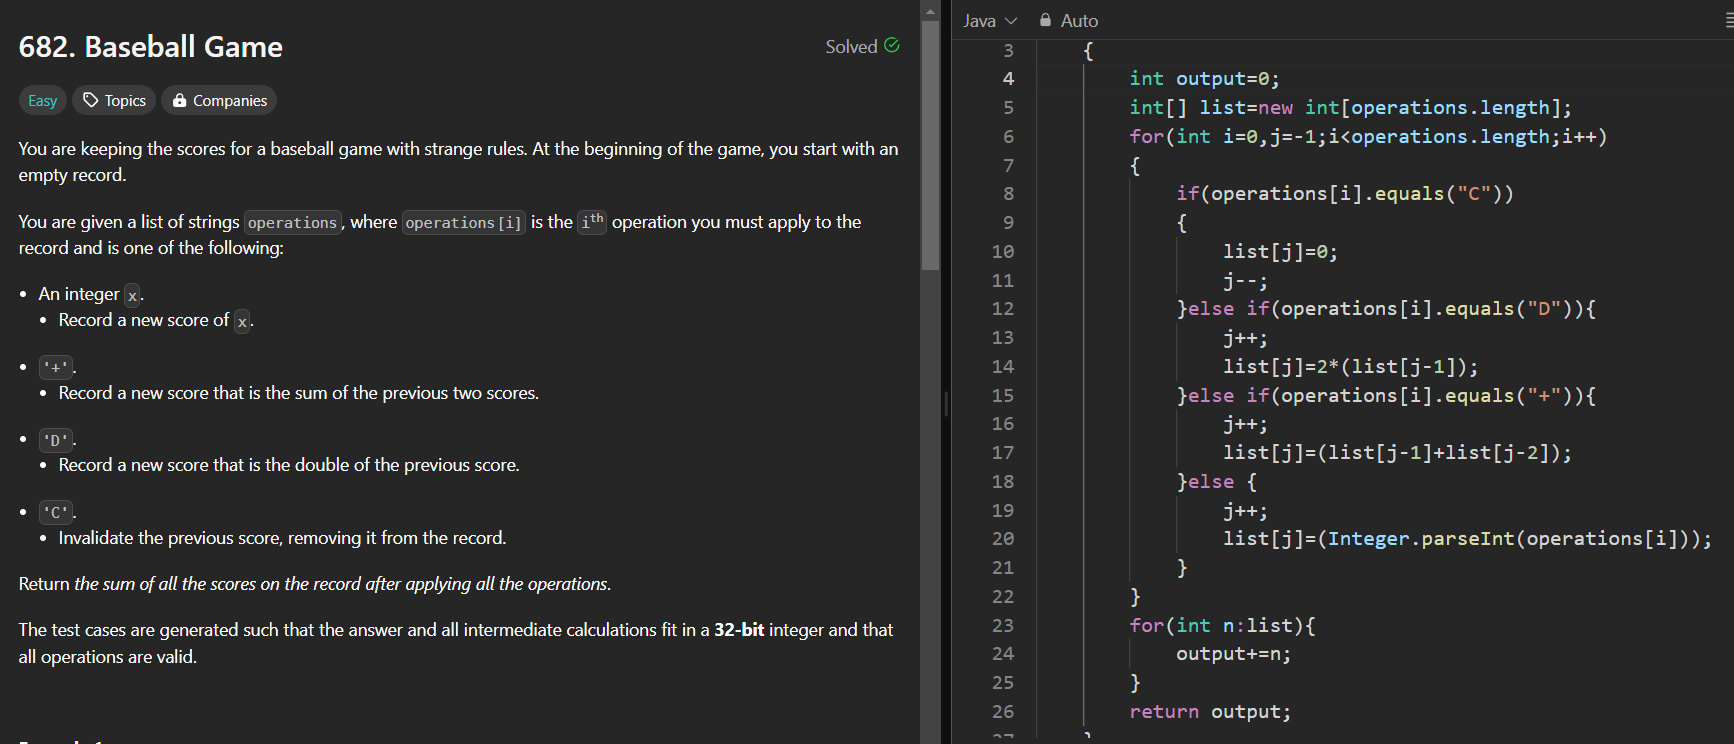 682. Baseball Game
Solved
Easy
Topics
Companies
You are keeping the scores for a baseball game with strange rules. At the beginning of the game, you start with an
empty record.
You are given a list of strings operations, where operations[i] is the ith operation you must apply to the
record and is one of the following:
• An integer x.
• Record a new score of x.
• '+'.
• Record a new score that is the sum of the previous two scores.
• 'D'.
• Record a new score that is the double of the previous score.
• 'C'.
• Invalidate the previous score, removing it from the record.
Return the sum of all the scores on the record after applying all the operations.
The test cases are generated such that the answer and all intermediate calculations fit in a 32-bit integer and that
all operations are valid.
Java
Auto
3 {
4 int output=0;
5 int[] list=new int[operations.length];
6 for(int i=0,j=-1;i<operations.length;i++)
7 {
8 if(operations[i].equals("C"))
9 {
10 list[j]=0;
11 j--;
12 }else if(operations[i].equals("D")){
13 j++;
14 list[j]=2*(list[j-1]);
15 }else if(operations[i].equals("+")){
16 j++;
17 list[j]=(list[j-1]+list[j-2]);
18 }else {
19 j++;
20 list[j]=(Integer.parseInt(operations[i]));
21 }
22 }
23 for(int n:list){
24 output+=n;
25 }
26 return output;